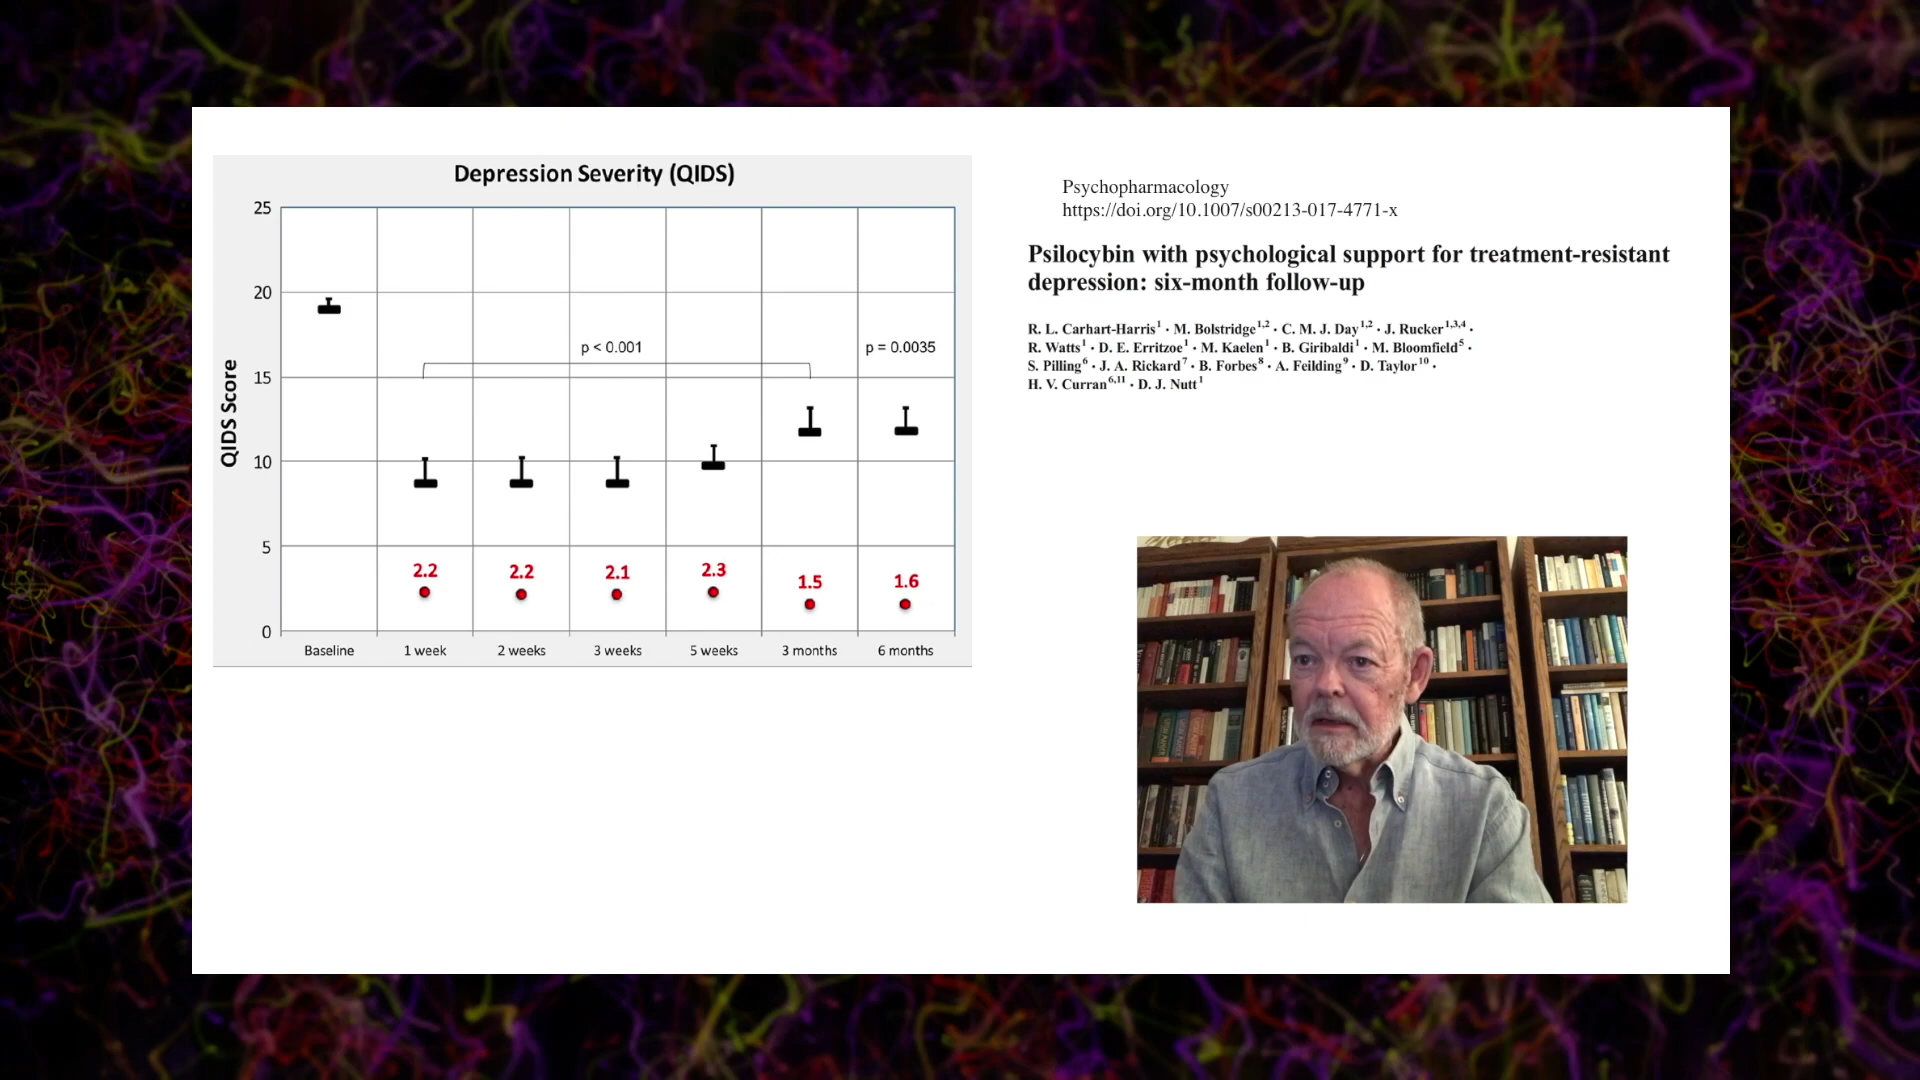 Depression Severity (QIDS)
25
20
15
10
5
0
QIDS Score
p < 0.001
p = 0.0035
2.2
2.2
2.1
2.3
1.5
1.6
Baseline
1 week
2 weeks
3 weeks
5 weeks
3 months
6 months
Psychopharmacology
https://doi.org/10.1007/s00213-017-4771-x
Psilocybin with psychological support for treatment-resistant
depression: six-month follow-up
R. L. Carhart-Harris1 · M. Bolstridge1,2 · C. M. J. Day1,2 · J. Rucker1,3,4 ·
R. Watts1 · D. E. Erritzoe1 · M. Kaelen1 · B. Giribaldi1 · M. Bloomfield5 ·
S. Pilling6 · J. A. Rickard7 · B. Forbes8 · A. Feilding9 · D. Taylor10 ·
H. V. Curran6,11 · D. J. Nutt1